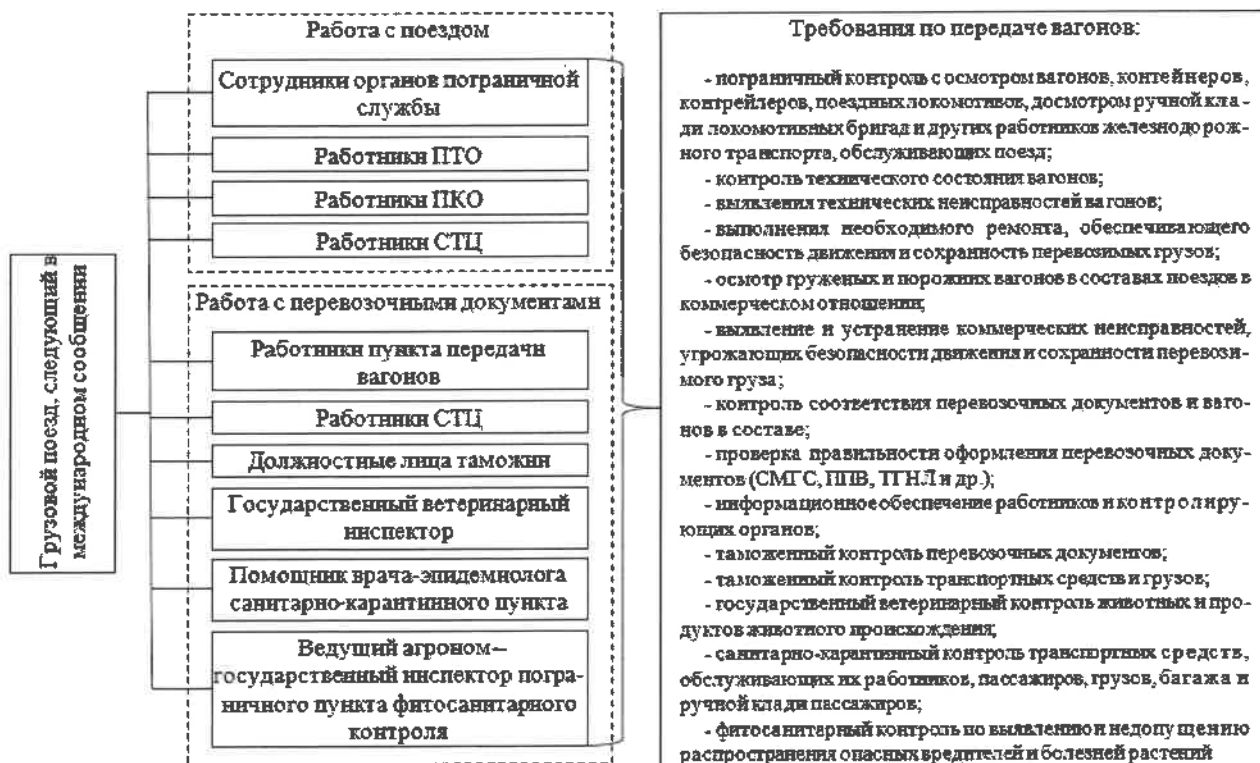 Грузовой поезд, следующий в
международном сообщении
Работа с поездом
Сотрудники органов пограничной
службы
Работники ПТО
Работники ПКО
Работники СТЦ
Работа с перевозочными документами
Работники пункта передачи
вагонов
Работники СТЦ
Должностные лица таможни
Государственный ветеринарный
инспектор
Помощник врача-эпидемиолога
санитарно-карантинного пункта
Ведущий агроном–
государственный инспектор погра-
ничного пункта фитосанитарного
контроля
Требования по передаче вагонов:
- пограничный контроль с осмотром вагонов, контейнеров,
контрейлеров, поездных локомотивов, досмотром ручной кла-
ди локомотивных бригад и других работников железнодорож-
ного транспорта, обслуживающих поезд;
- контроль технического состояния вагонов;
- выявления технических неисправностей вагонов;
- выполнения необходимого ремонта, обеспечивающего
безопасность движения и сохранность перевозимых грузов;
- осмотр груженых и порожних вагонов в составах поездов в
коммерческом отношении;
- выявление и устранение коммерческих неисправностей,
угрожающих безопасности движения и сохранности перевози-
мого груза;
- контроль соответствия перевозочных документов и ваго-
нов в составе;
- проверка правильности оформления перевозочных доку-
ментов (СМГС, ППВ, ТГНЛ и др.);
- информационное обеспечение работников и контролиру-
ющих органов;
- таможенный контроль перевозочных документов;
- таможенный контроль транспортных средств и грузов;
- государственный ветеринарный контроль животных и про-
дуктов животного происхождения;
- санитарно-карантинный контроль транспортных средств,
обслуживающих их работников, пассажиров, грузов, багажа и
ручной клади пассажиров;
- фитосанитарный контроль по выявлению и недопущению
распространения опасных вредителей и болезней растений